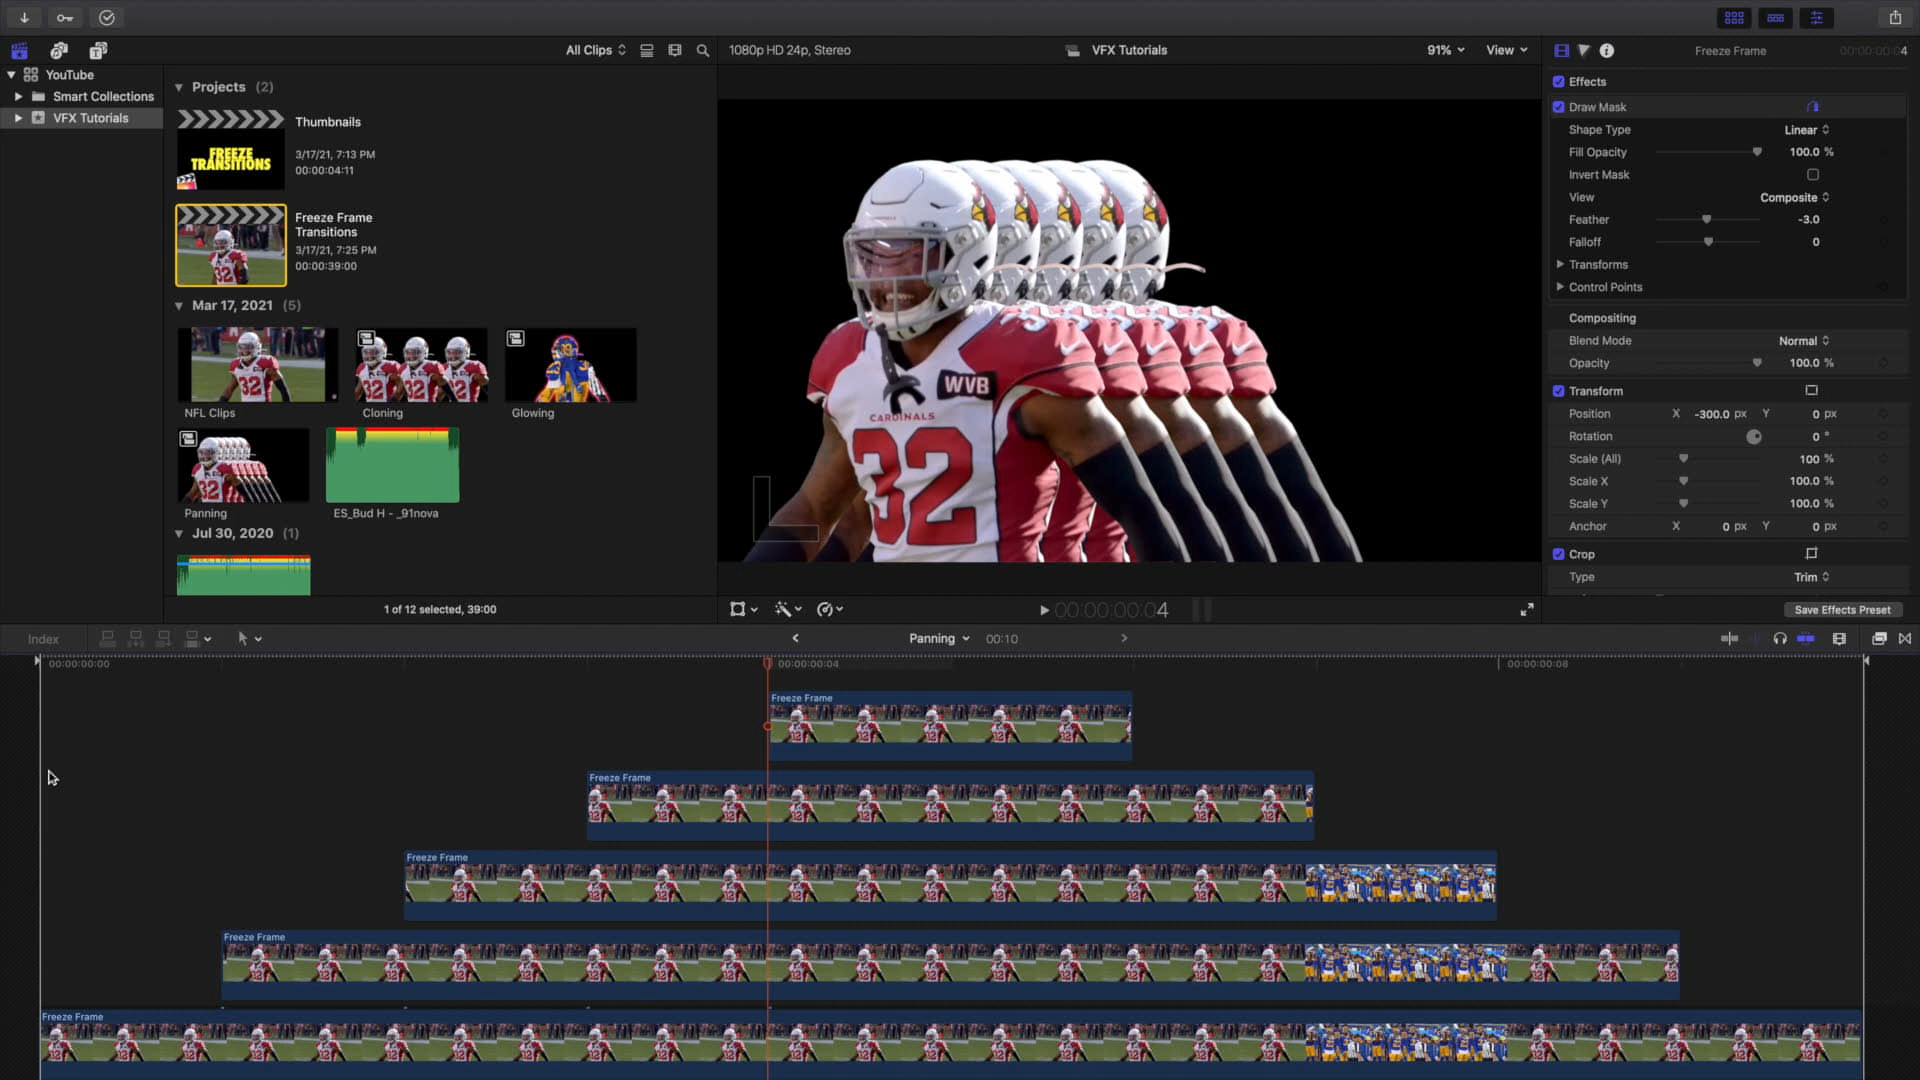 All Clips
1080p HD 24p, Stereo
VFX Tutorials
91%
View
Freeze Frame
00:00:00:04
YouTube
Smart Collections
VFX Tutorials
Projects (2)
Thumbnails
3/17/21, 7:13 PM
00:00:04:11
FREEZE
TRANSITIONS
Freeze Frame
Transitions
3/17/21, 7:25 PM
00:00:39:00
32
Mar 17, 2021 (5)
NFL Clips
Cloning
Glowing
Panning
ES_Bud H - _91nova
Jul 30, 2020 (1)
1 of 12 selected, 39:00
WVB
CARDINALS
32
Effects
Draw Mask
Shape Type Linear
Fill Opacity 100.0 %
Invert Mask
View Composite
Feather -3.0
Falloff 0
Transforms
Control Points
Compositing
Blend Mode Normal
Opacity 100.0 %
Transform
Position X -300.0 px Y 0 px
Rotation 0 °
Scale (All) 100 %
Scale X 100.0 %
Scale Y 100.0 %
Anchor X 0 px Y 0 px
Crop
Type Trim
Save Effects Preset
00:00:00:04
Index
Panning
00:10
00:00:00:00
00:00:00:04
00:00:00:08
Freeze Frame
Freeze Frame
Freeze Frame
Freeze Frame
Freeze Frame